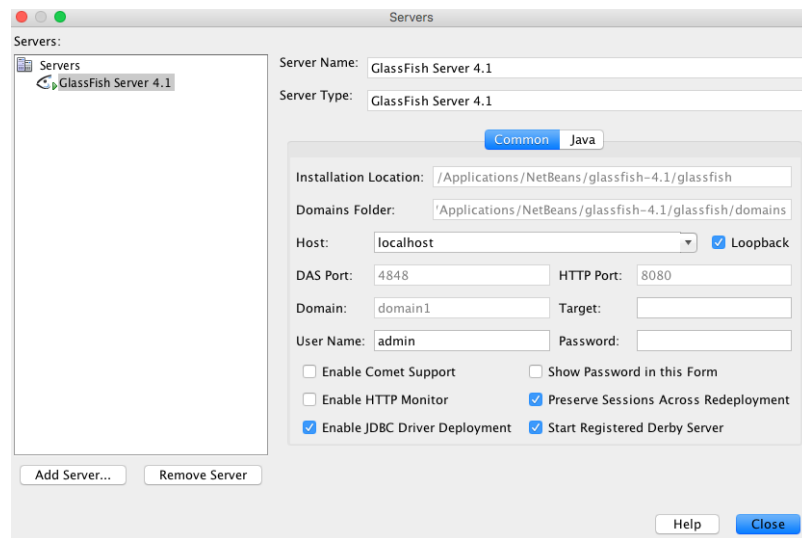 Servers
Servers:
Servers
GlassFish Server 4.1
Server Name: GlassFish Server 4.1
Server Type: GlassFish Server 4.1
Common Java
Installation Location: /Applications/NetBeans/glassfish-4.1/glassfish
Domains Folder: 'Applications/NetBeans/glassfish-4.1/glassfish/domains
Host: localhost Loopback
DAS Port: 4848 HTTP Port: 8080
Domain: domain1 Target:
User Name: admin Password:
Enable Comet Support Show Password in this Form
Enable HTTP Monitor Preserve Sessions Across Redeployment
Enable JDBC Driver Deployment Start Registered Derby Server
Add Server... Remove Server
Help Close